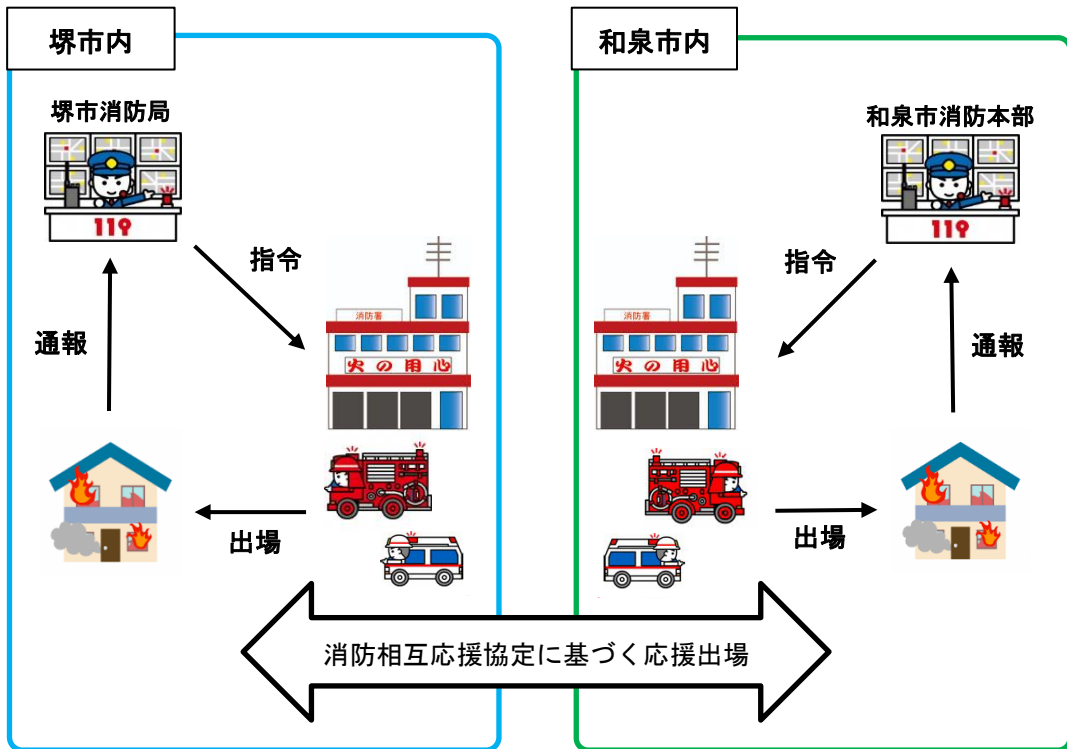 堺市内
堺市消防局
119
指令
通報
消防署
火の用心
出場
和泉市内
和泉市消防本部
119
指令
通報
消防署
火の用心
出場
消防相互応援協定に基づく応援出場